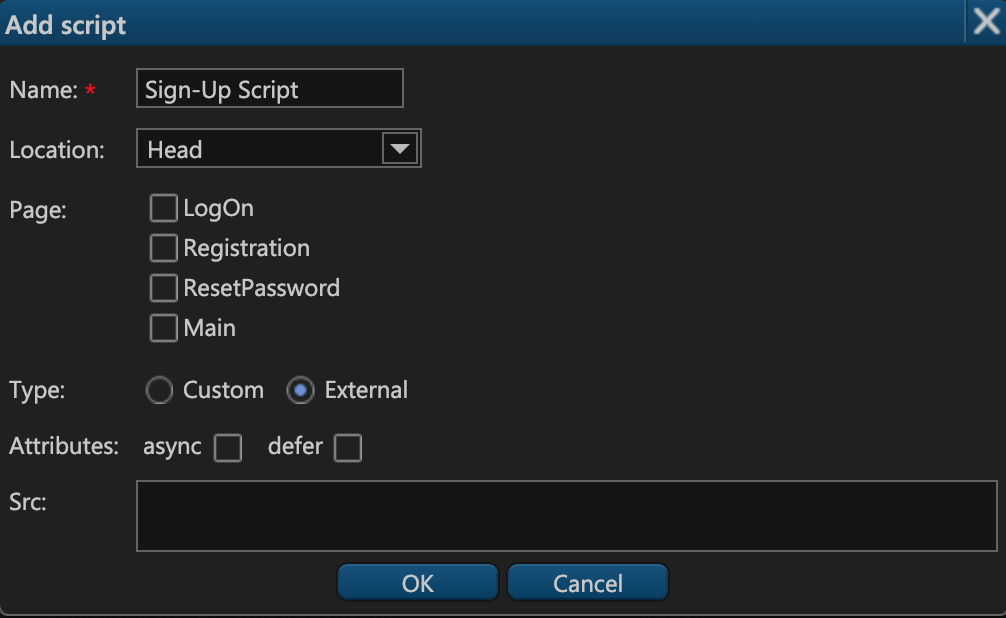 Add script
Name: *
Sign-Up Script
Location:
Head
Page:
LogOn
Registration
ResetPassword
Main
Type:
Custom
External
Attributes:
async
defer
Src:
OK
Cancel